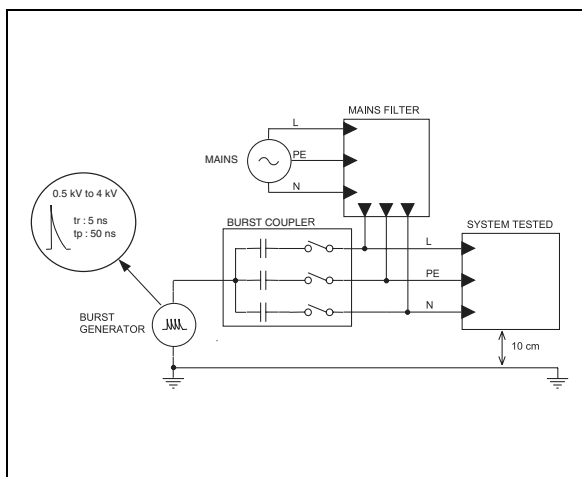 MAINS FILTER
L
MAINS
PE
N
0.5 kV to 4 kV
tr : 5 ns
tp : 50 ns
BURST COUPLER
SYSTEM TESTED
L
PE
N
BURST
GENERATOR
10 cm